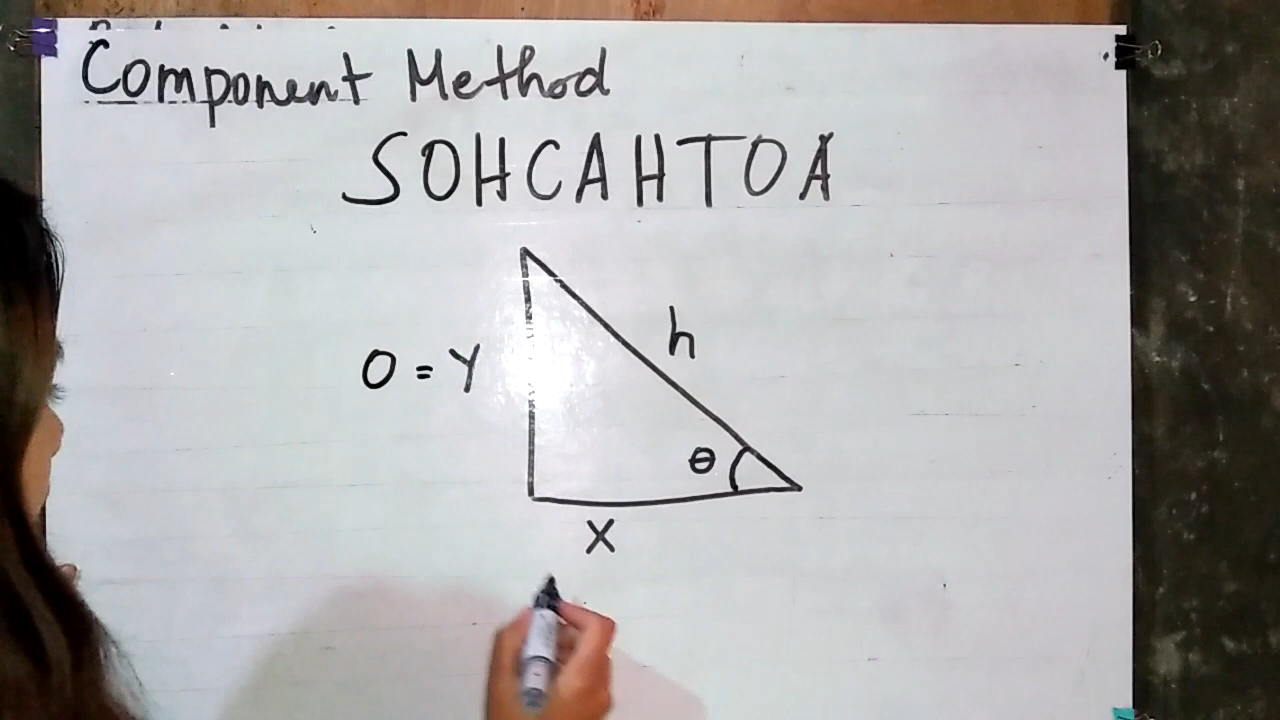 Component Method
SOHCAHTOA
h
O = Y
θ
X